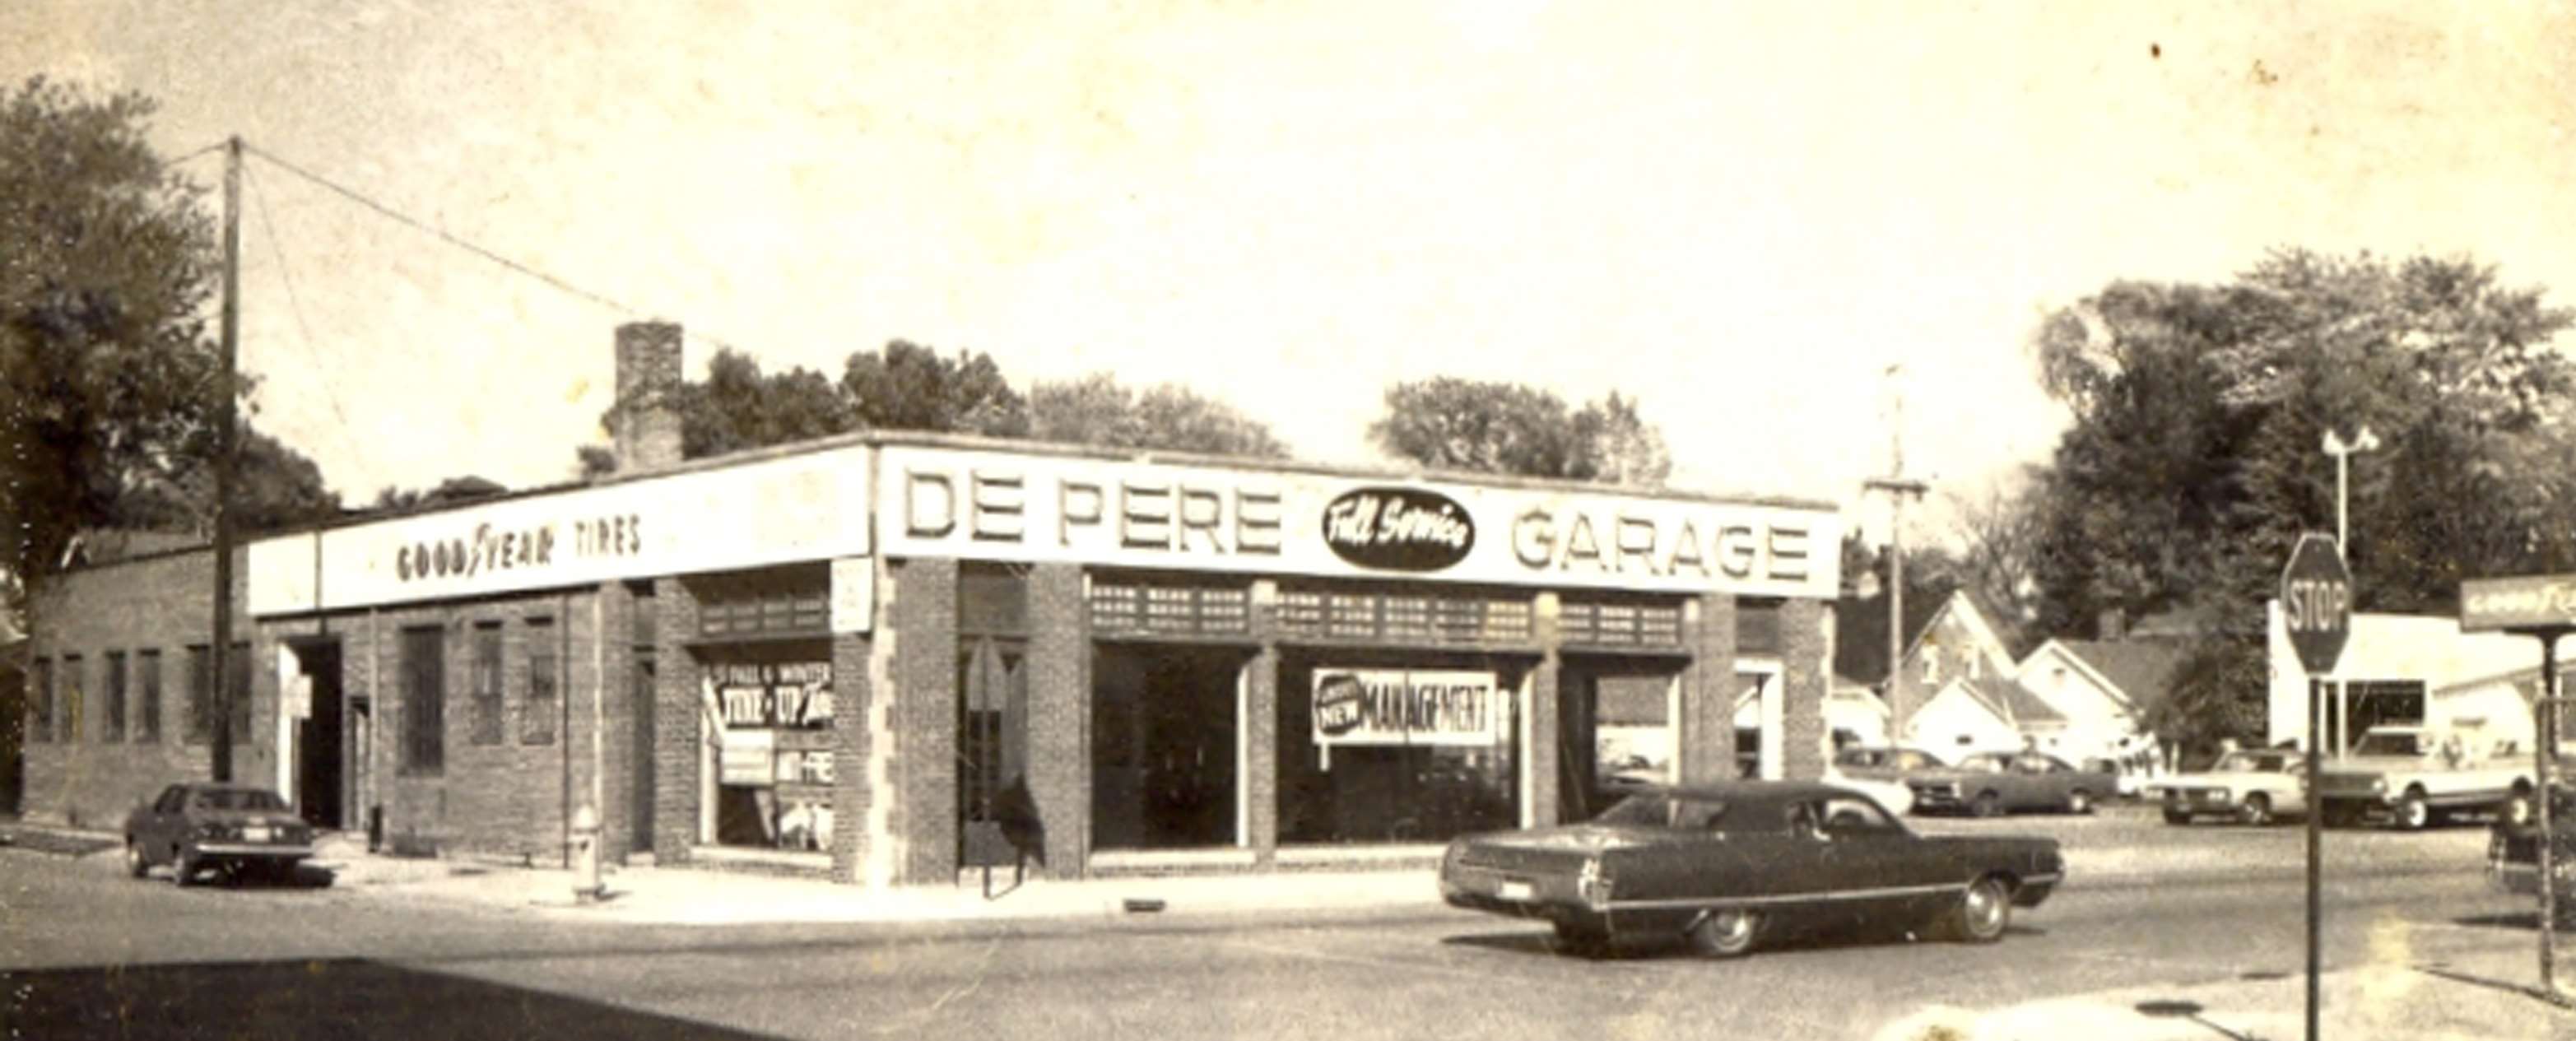 GOODYEAR TIRES
DE PERE Full Service GARAGE
FALL & WINTER
TUNE-UP
NEW MANAGEMENT
STOP